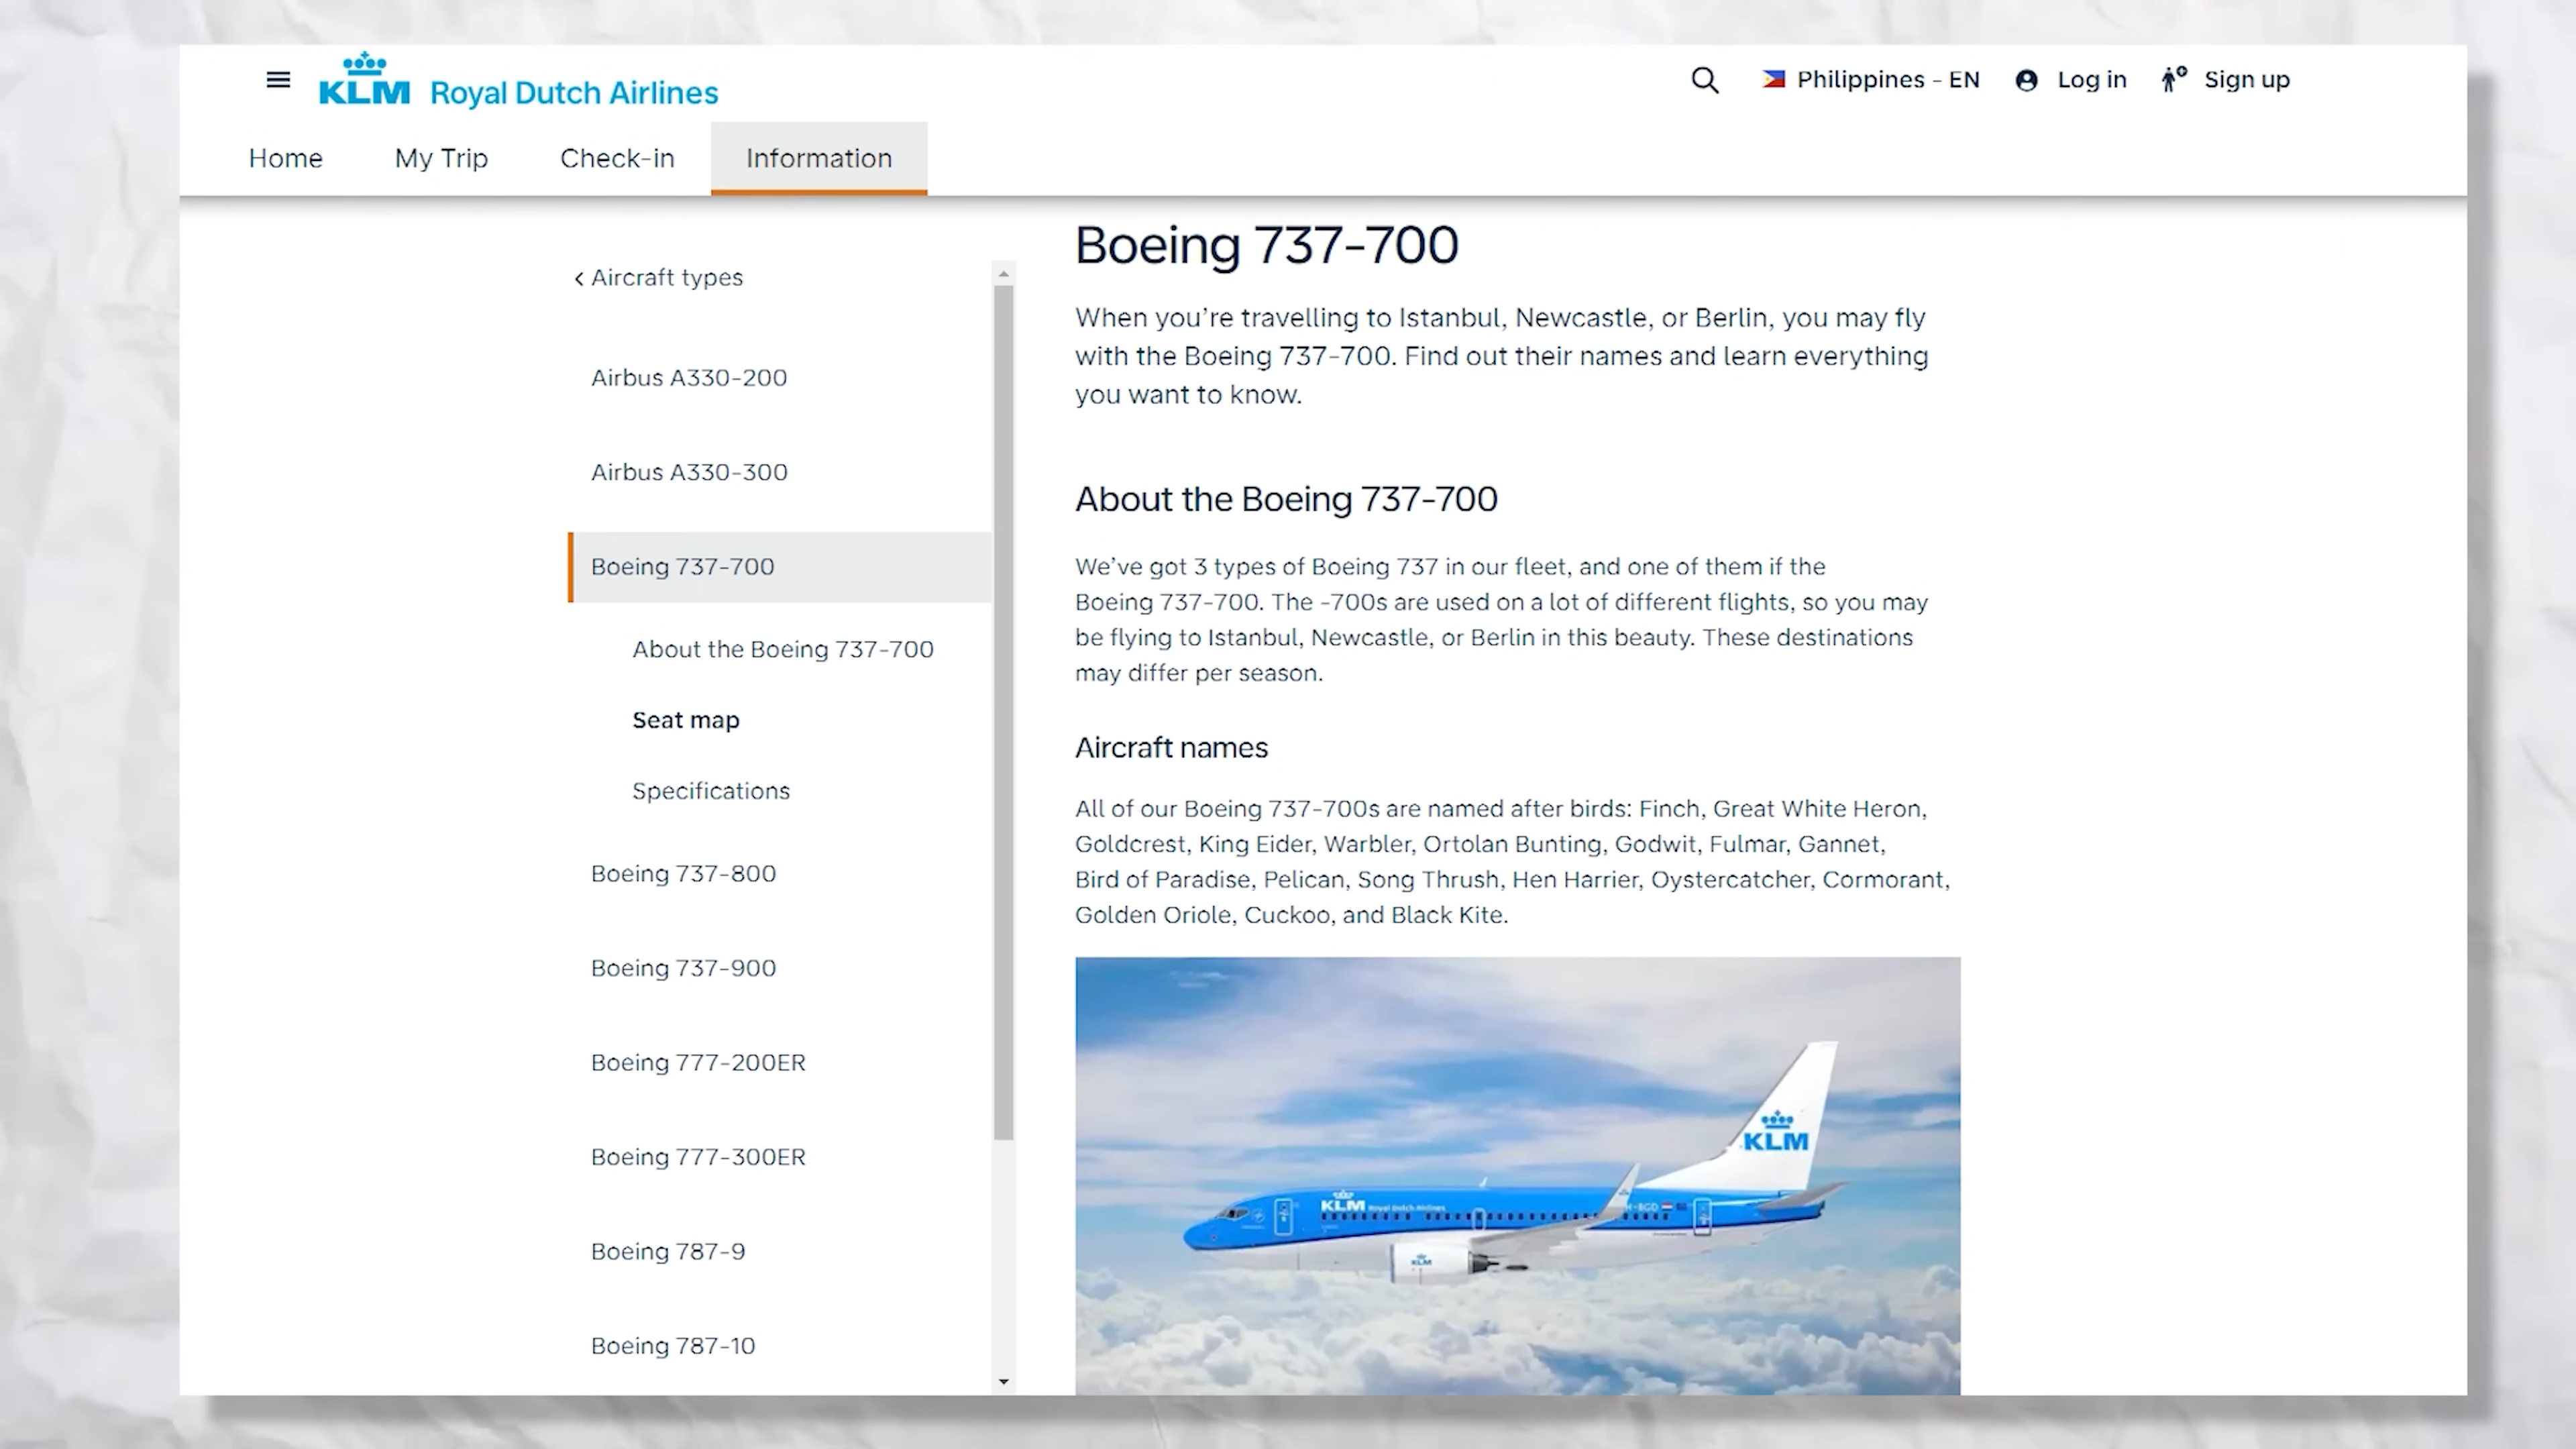 KLM Royal Dutch Airlines
Philippines - EN
Log in
Sign up
Home
My Trip
Check-in
Information
Aircraft types
Airbus A330-200
Airbus A330-300
Boeing 737-700
About the Boeing 737-700
Seat map
Specifications
Boeing 737-800
Boeing 737-900
Boeing 777-200ER
Boeing 777-300ER
Boeing 787-9
Boeing 787-10
Boeing 737-700
When you're travelling to Istanbul, Newcastle, or Berlin, you may fly
with the Boeing 737-700. Find out their names and learn everything
you want to know.
About the Boeing 737-700
We've got 3 types of Boeing 737 in our fleet, and one of them if the
Boeing 737-700. The -700s are used on a lot of different flights, so you may
be flying to Istanbul, Newcastle, or Berlin in this beauty. These destinations
may differ per season.
Aircraft names
All of our Boeing 737-700s are named after birds: Finch, Great White Heron,
Goldcrest, King Eider, Warbler, Ortolan Bunting, Godwit, Fulmar, Gannet,
Bird of Paradise, Pelican, Song Thrush, Hen Harrier, Oystercatcher, Cormorant,
Golden Oriole, Cuckoo, and Black Kite.
KLM
KLM Royal Dutch Airlines
KLM